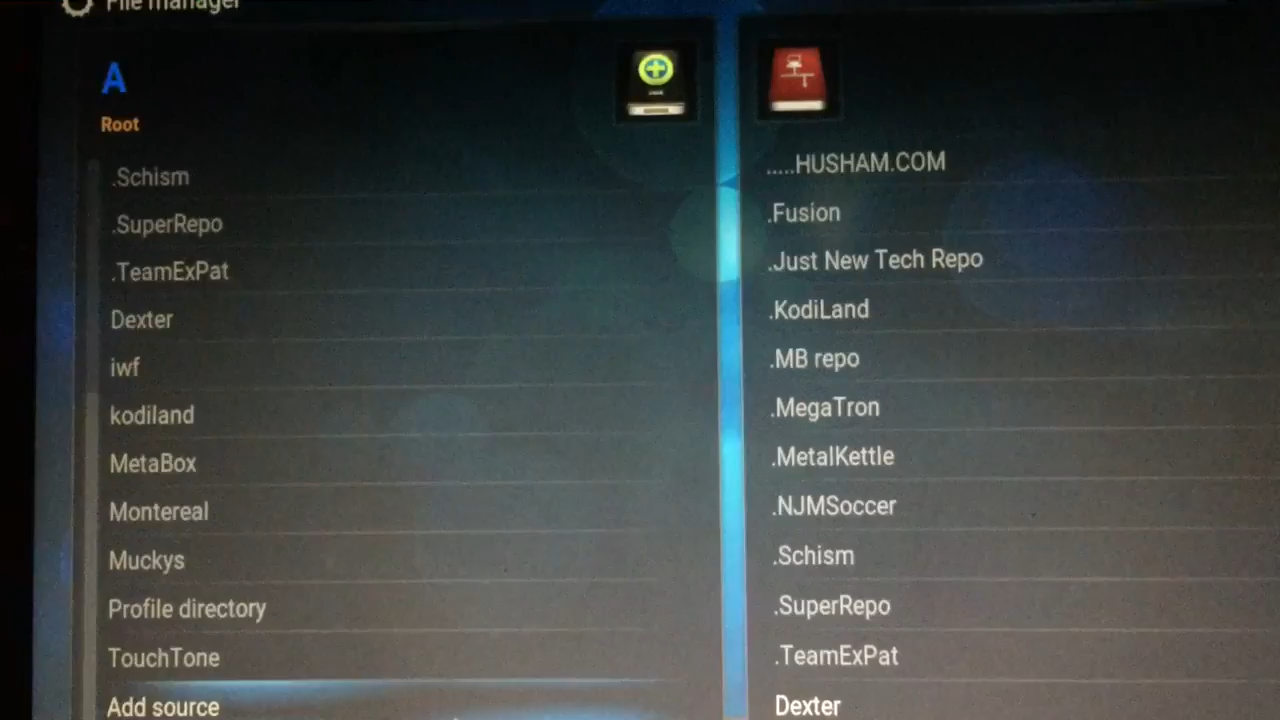 File manager
A
Root
.Schism
.SuperRepo
.TeamExPat
Dexter
iwf
kodiland
MetaBox
Montereal
Muckys
Profile directory
TouchTone
Add source
.....HUSHAM.COM
.Fusion
.Just New Tech Repo
.KodiLand
.MB repo
.MegaTron
.MetalKettle
.NJMSoccer
.Schism
.SuperRepo
.TeamExPat
Dexter